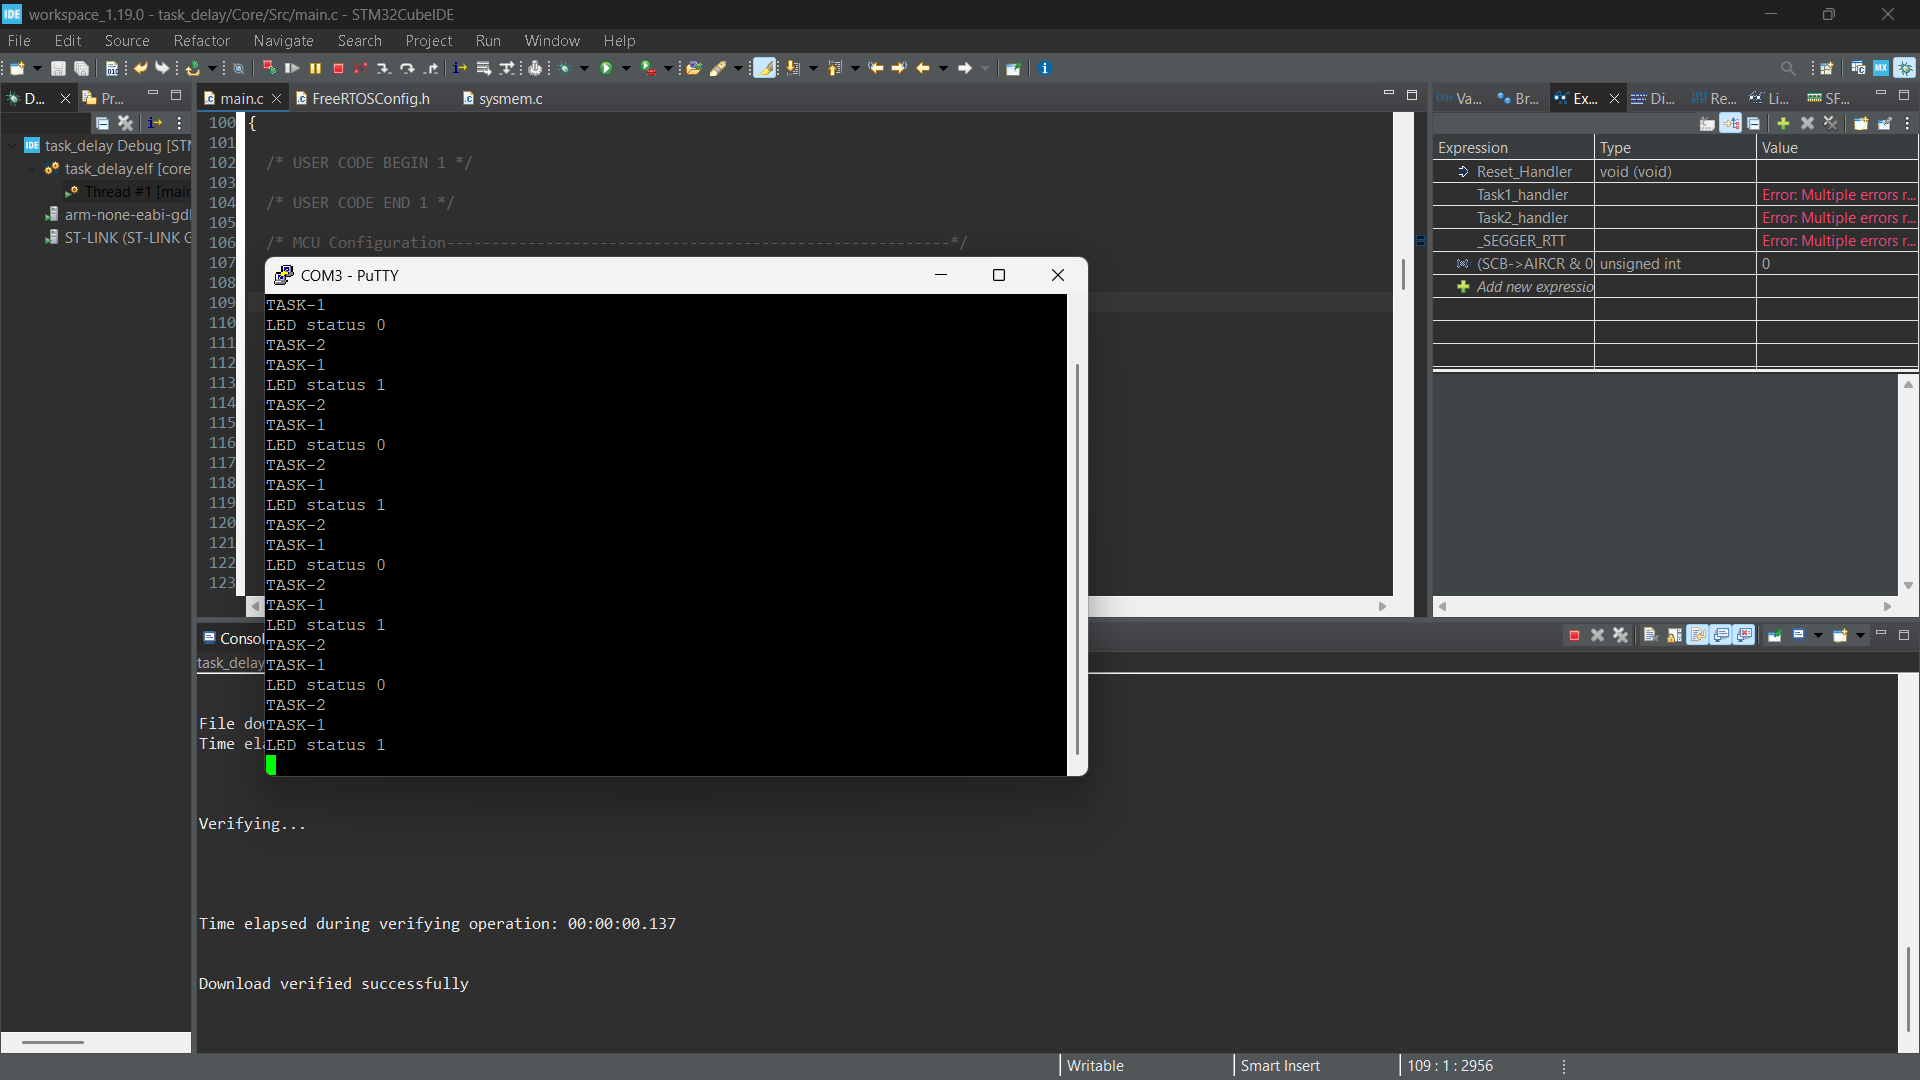 IDE workspace_1.19.0 - task_delay/Core/Src/main.c - STM32CubeIDE
File Edit Source Refactor Navigate Search Project Run Window Help
D... Pr... main.c FreeRTOSConfig.h sysmem.c Va... Br... Ex... Di... Re... Li... SF...
IDE task_delay Debug [STM
task_delay.elf [core
Thread #1 [mair
arm-none-eabi-gdb
ST-LINK (ST-LINK G
100 {
101
102 /* USER CODE BEGIN 1 */
103
104 /* USER CODE END 1 */
105
106 /* MCU Configuration--------------------------------------------------------*/
107
108
109
110
111
112
113
114
115
116
117
118
119
120
121
122
123
COM3 - PuTTY
TASK-1
LED status 0
TASK-2
TASK-1
LED status 1
TASK-2
TASK-1
LED status 0
TASK-2
TASK-1
LED status 1
TASK-2
TASK-1
LED status 0
TASK-2
TASK-1
LED status 1
TASK-2
TASK-1
LED status 0
TASK-2
TASK-1
LED status 1
Expression Type Value
Reset_Handler void (void)
Task1_handler Error: Multiple errors r...
Task2_handler Error: Multiple errors r...
_SEGGER_RTT Error: Multiple errors r...
(SCB->AIRCR & 0 unsigned int 0
Add new expressio
Consol
task_delay
File dow
Time ela
Verifying...
Time elapsed during verifying operation: 00:00:00.137
Download verified successfully
Writable Smart Insert 109 : 1 : 2956